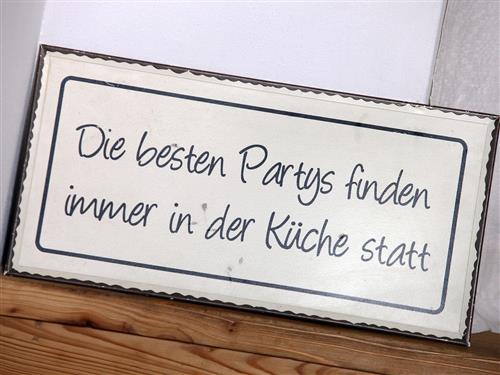 Die besten Partys finden
immer in der Küche statt